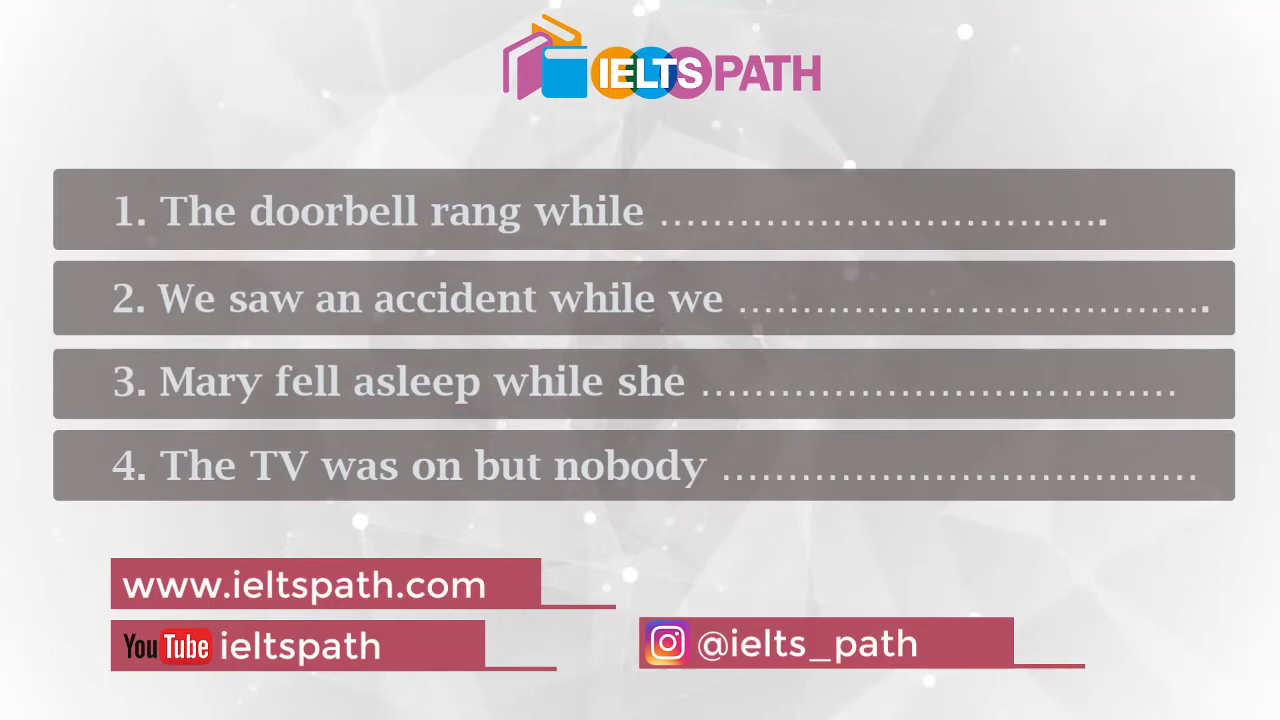 IELTSPATH
1. The doorbell rang while ……………………………….
2. We saw an accident while we ………………………………….
3. Mary fell asleep while she …………………………………
4. The TV was on but nobody …………………………………
www.ieltspath.com
YouTube ieltspath
@ielts_path